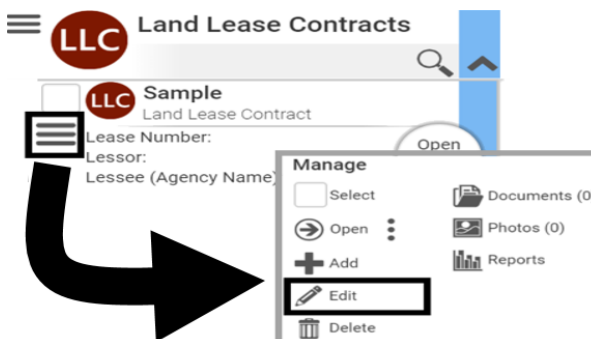 LLC Land Lease Contracts
LLC Sample
Land Lease Contract
Lease Number:
Open
Lessor:
Lessee (Agency Name)
Manage
Select
Documents (0
Open
Photos (0)
Add
Reports
Edit
Delete